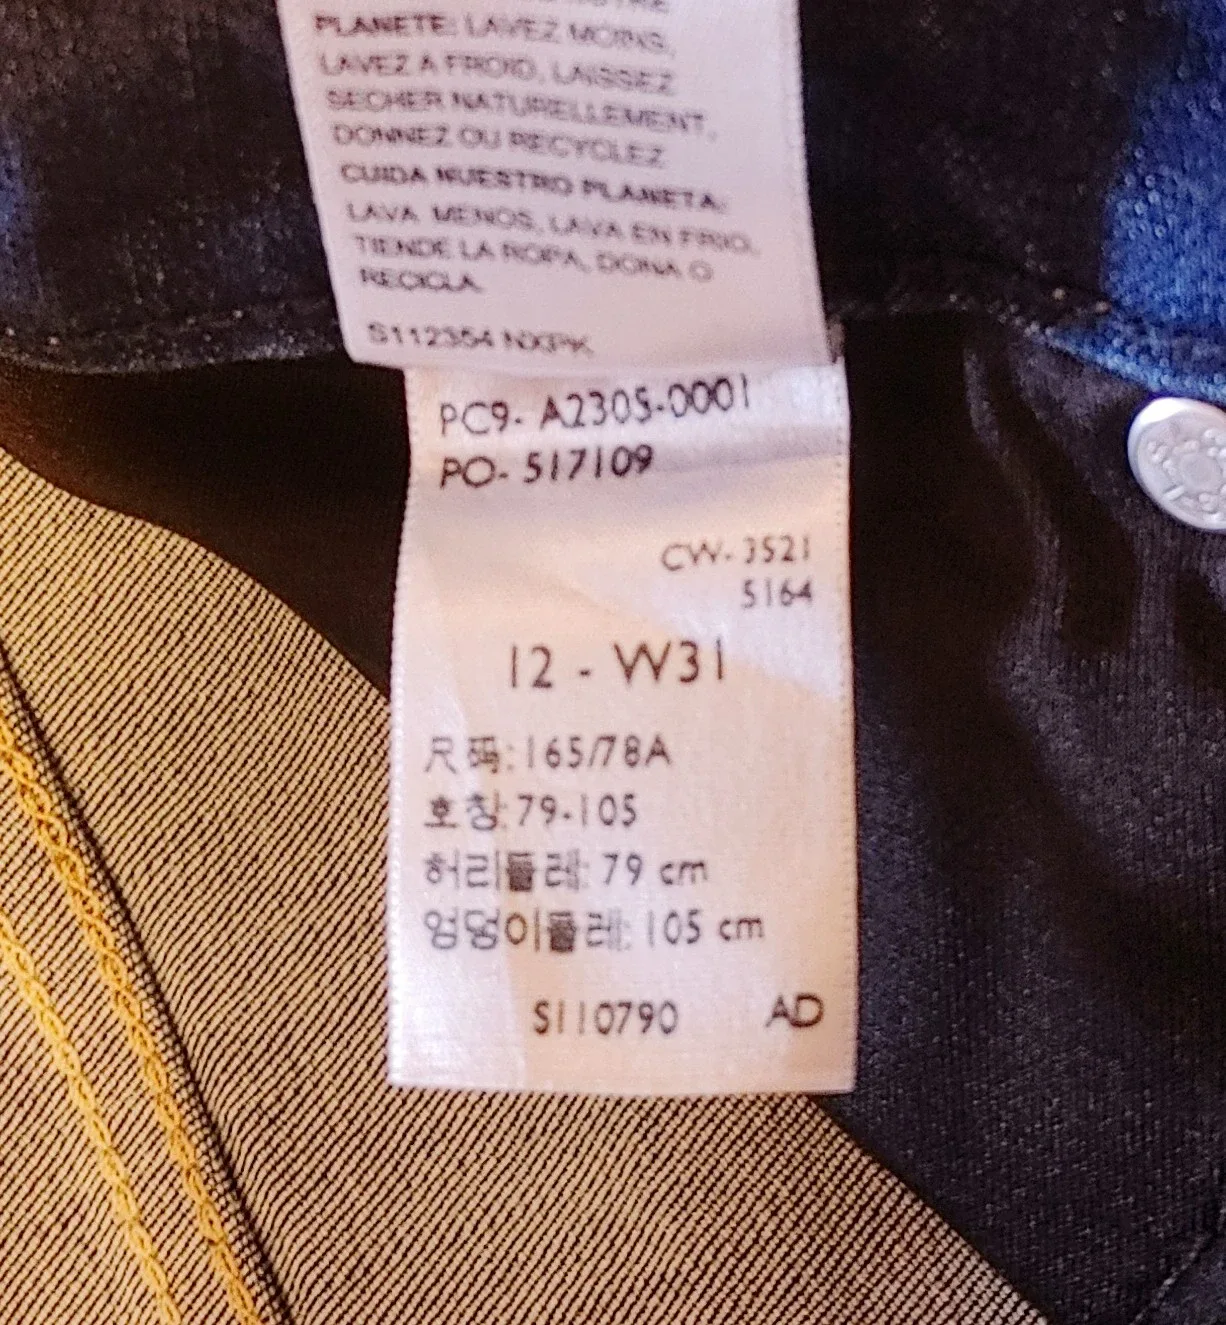 PLANETE: LAVEZ MOINS,
LAVEZ A FROID, LAISSEZ
SECHER NATURELLEMENT,
DONNEZ OU RECYCLEZ
CUIDA NUESTRO PLANETA:
LAVA MENOS, LAVA EN FRIO,
TIENDE LA ROPA, DONA O
RECICLA.
S112354 NXPK
PC9- A2305-0001
PO- 517109
CW- 3521
5164
12 - W31
尺码: 165/78A
호칭: 79-105
허리둘레: 79 cm
엉덩이둘레: 105 cm
S110790 AD